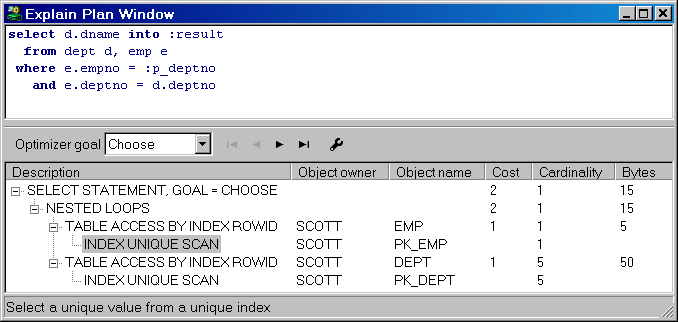 Explain Plan Window
select d.dname into :result
from dept d, emp e
where e.empno = :p_deptno
and e.deptno = d.deptno
Optimizer goal Choose
Description Object owner Object name Cost Cardinality Bytes
SELECT STATEMENT, GOAL = CHOOSE 2 1 15
NESTED LOOPS 2 1 15
TABLE ACCESS BY INDEX ROWID SCOTT EMP 1 1 5
INDEX UNIQUE SCAN SCOTT PK_EMP 1
TABLE ACCESS BY INDEX ROWID SCOTT DEPT 1 5 50
INDEX UNIQUE SCAN SCOTT PK_DEPT 5
Select a unique value from a unique index